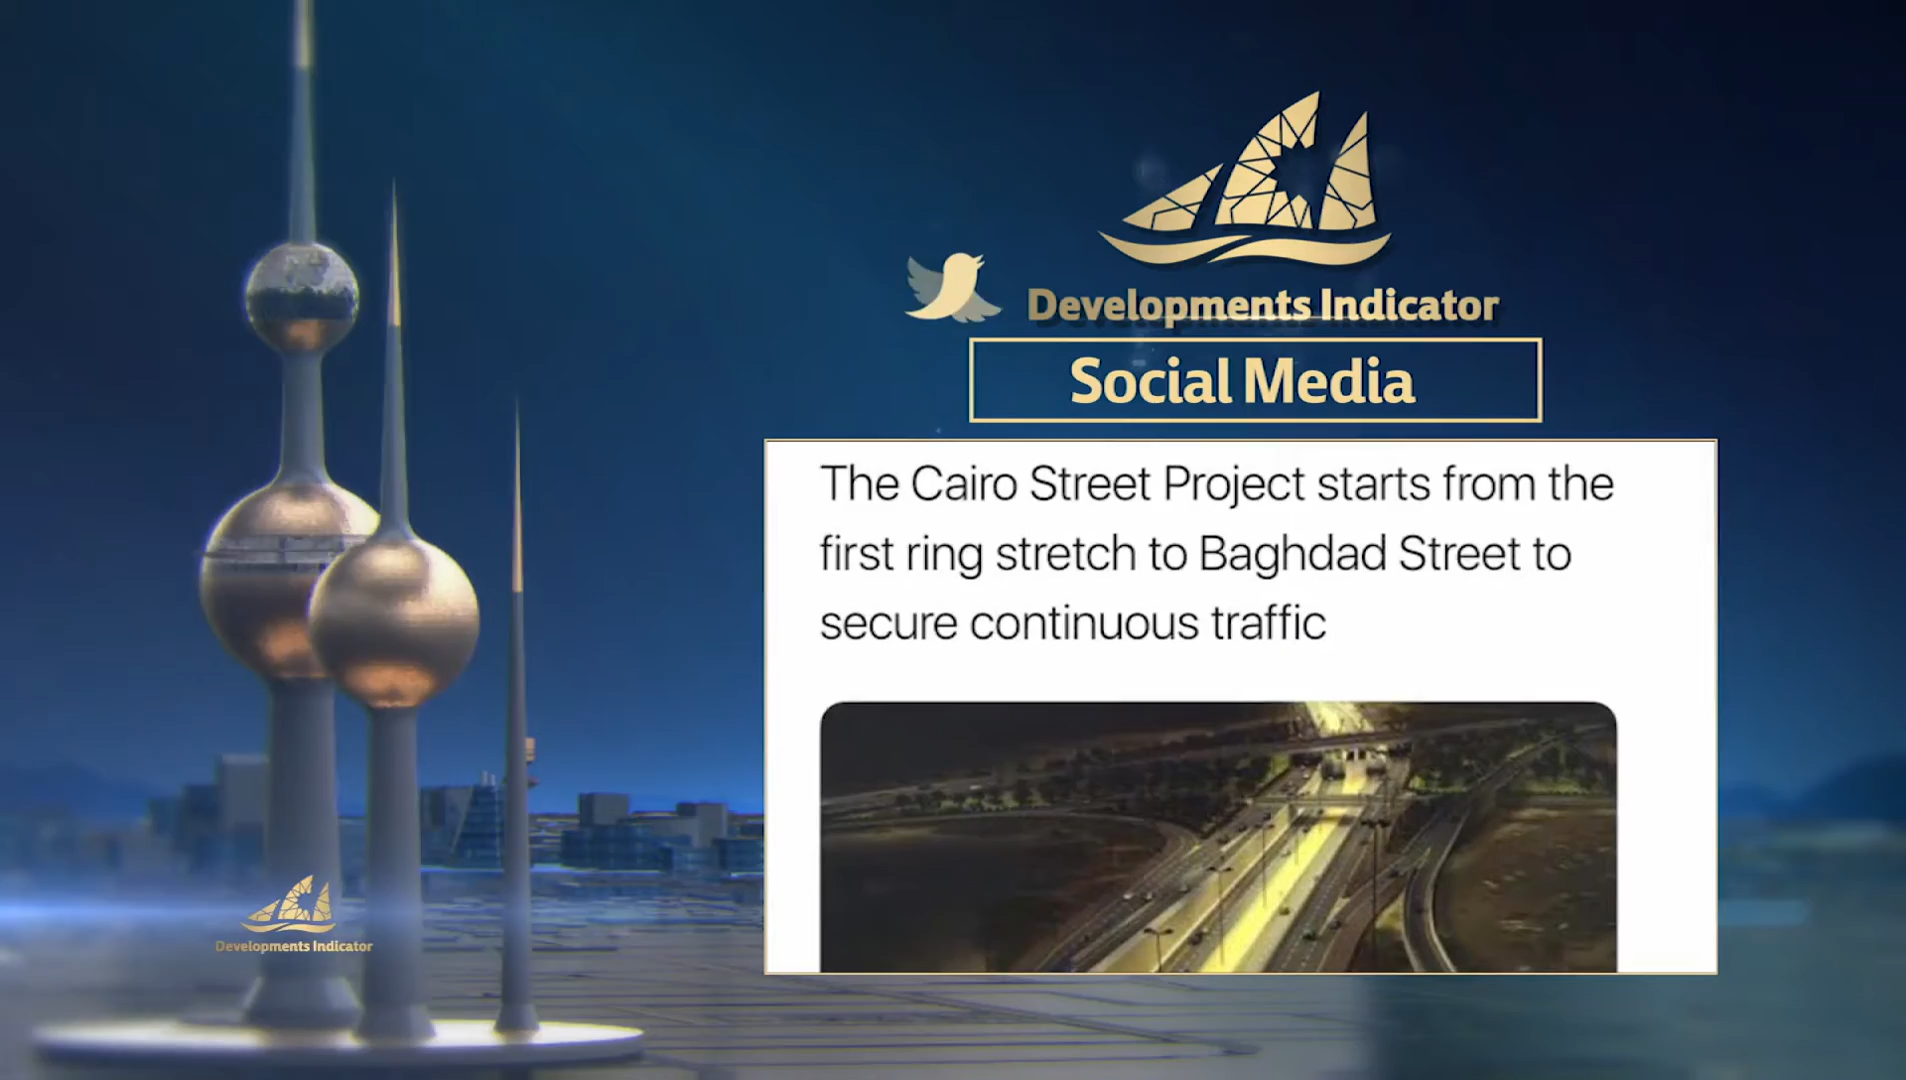 Developments Indicator
Social Media
The Cairo Street Project starts from the
first ring stretch to Baghdad Street to
secure continuous traffic
Developments Indicator